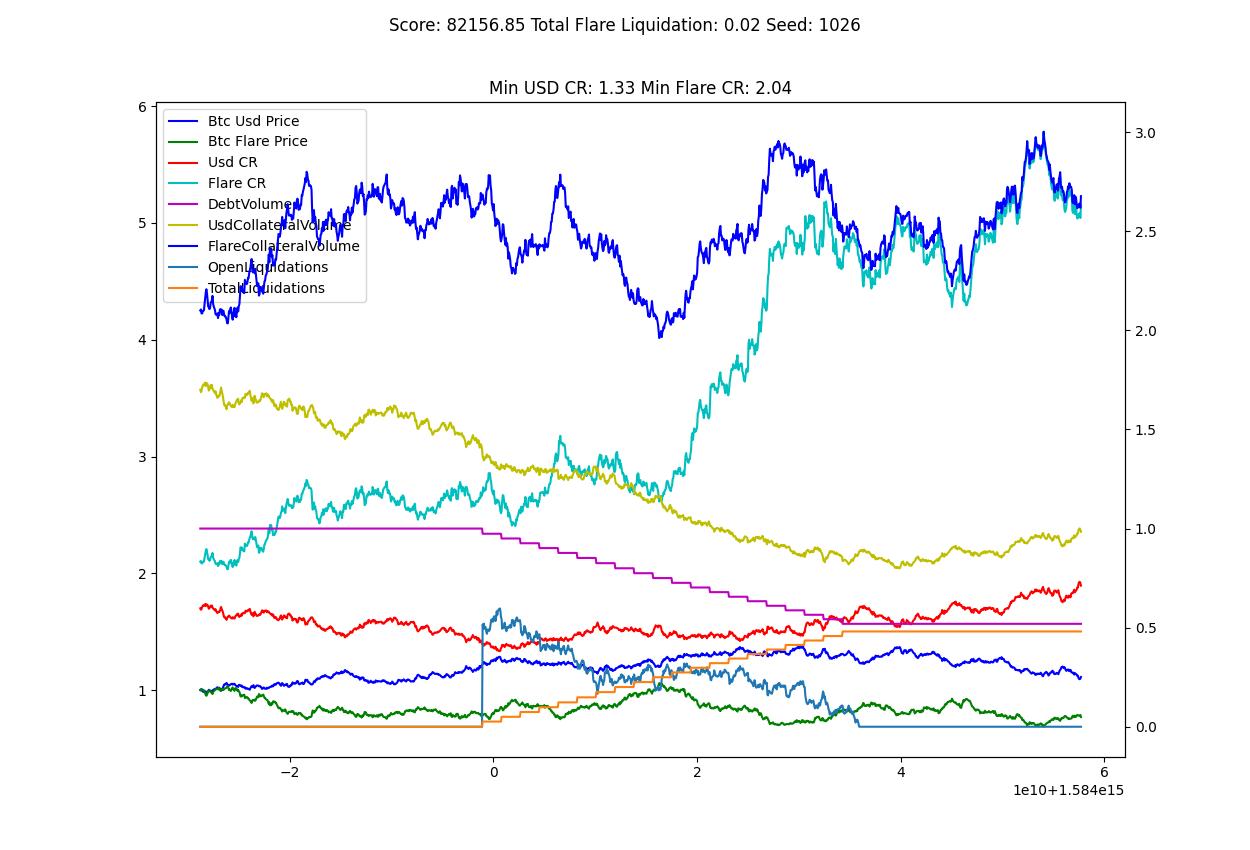 Score: 82156.85 Total Flare Liquidation: 0.02 Seed: 1026
Min USD CR: 1.33 Min Flare CR: 2.04
6
5
4
3
2
1
Btc Usd Price
Btc Flare Price
Usd CR
Flare CR
DebtVolume
UsdCollateralVolume
FlareCollateralVolume
OpenLiquidations
TotalLiquidations
3.0
2.5
2.0
1.5
1.0
0.5
0.0
−2
0
2
4
6
1e10+1.584e15